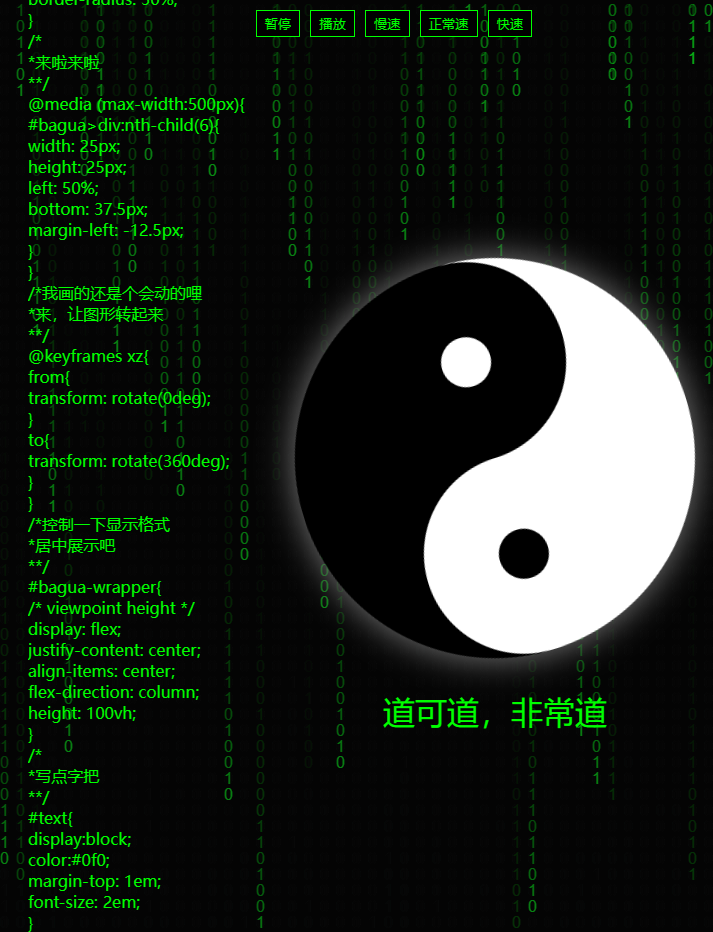 暂停 播放 慢速 正常速 快速
border-radius: 50%;
}
/*
*来啦来啦
**/
@media (max-width:500px){
#bagua>div:nth-child(6){
width: 25px;
height: 25px;
left: 50%;
bottom: 37.5px;
margin-left: -12.5px;
}
}
/*我画的还是个会动的哩
*来，让图形转起来
**/
@keyframes xz{
from{
transform: rotate(0deg);
}
to{
transform: rotate(360deg);
}
}
/*控制一下显示格式
*居中展示吧
**/
#bagua-wrapper{
/* viewpoint height */
display: flex;
justify-content: center;
align-items: center;
flex-direction: column;
height: 100vh;
}
/*
*写点字把
**/
#text{
display:block;
color:#0f0;
margin-top: 1em;
font-size: 2em;
}
道可道，非常道